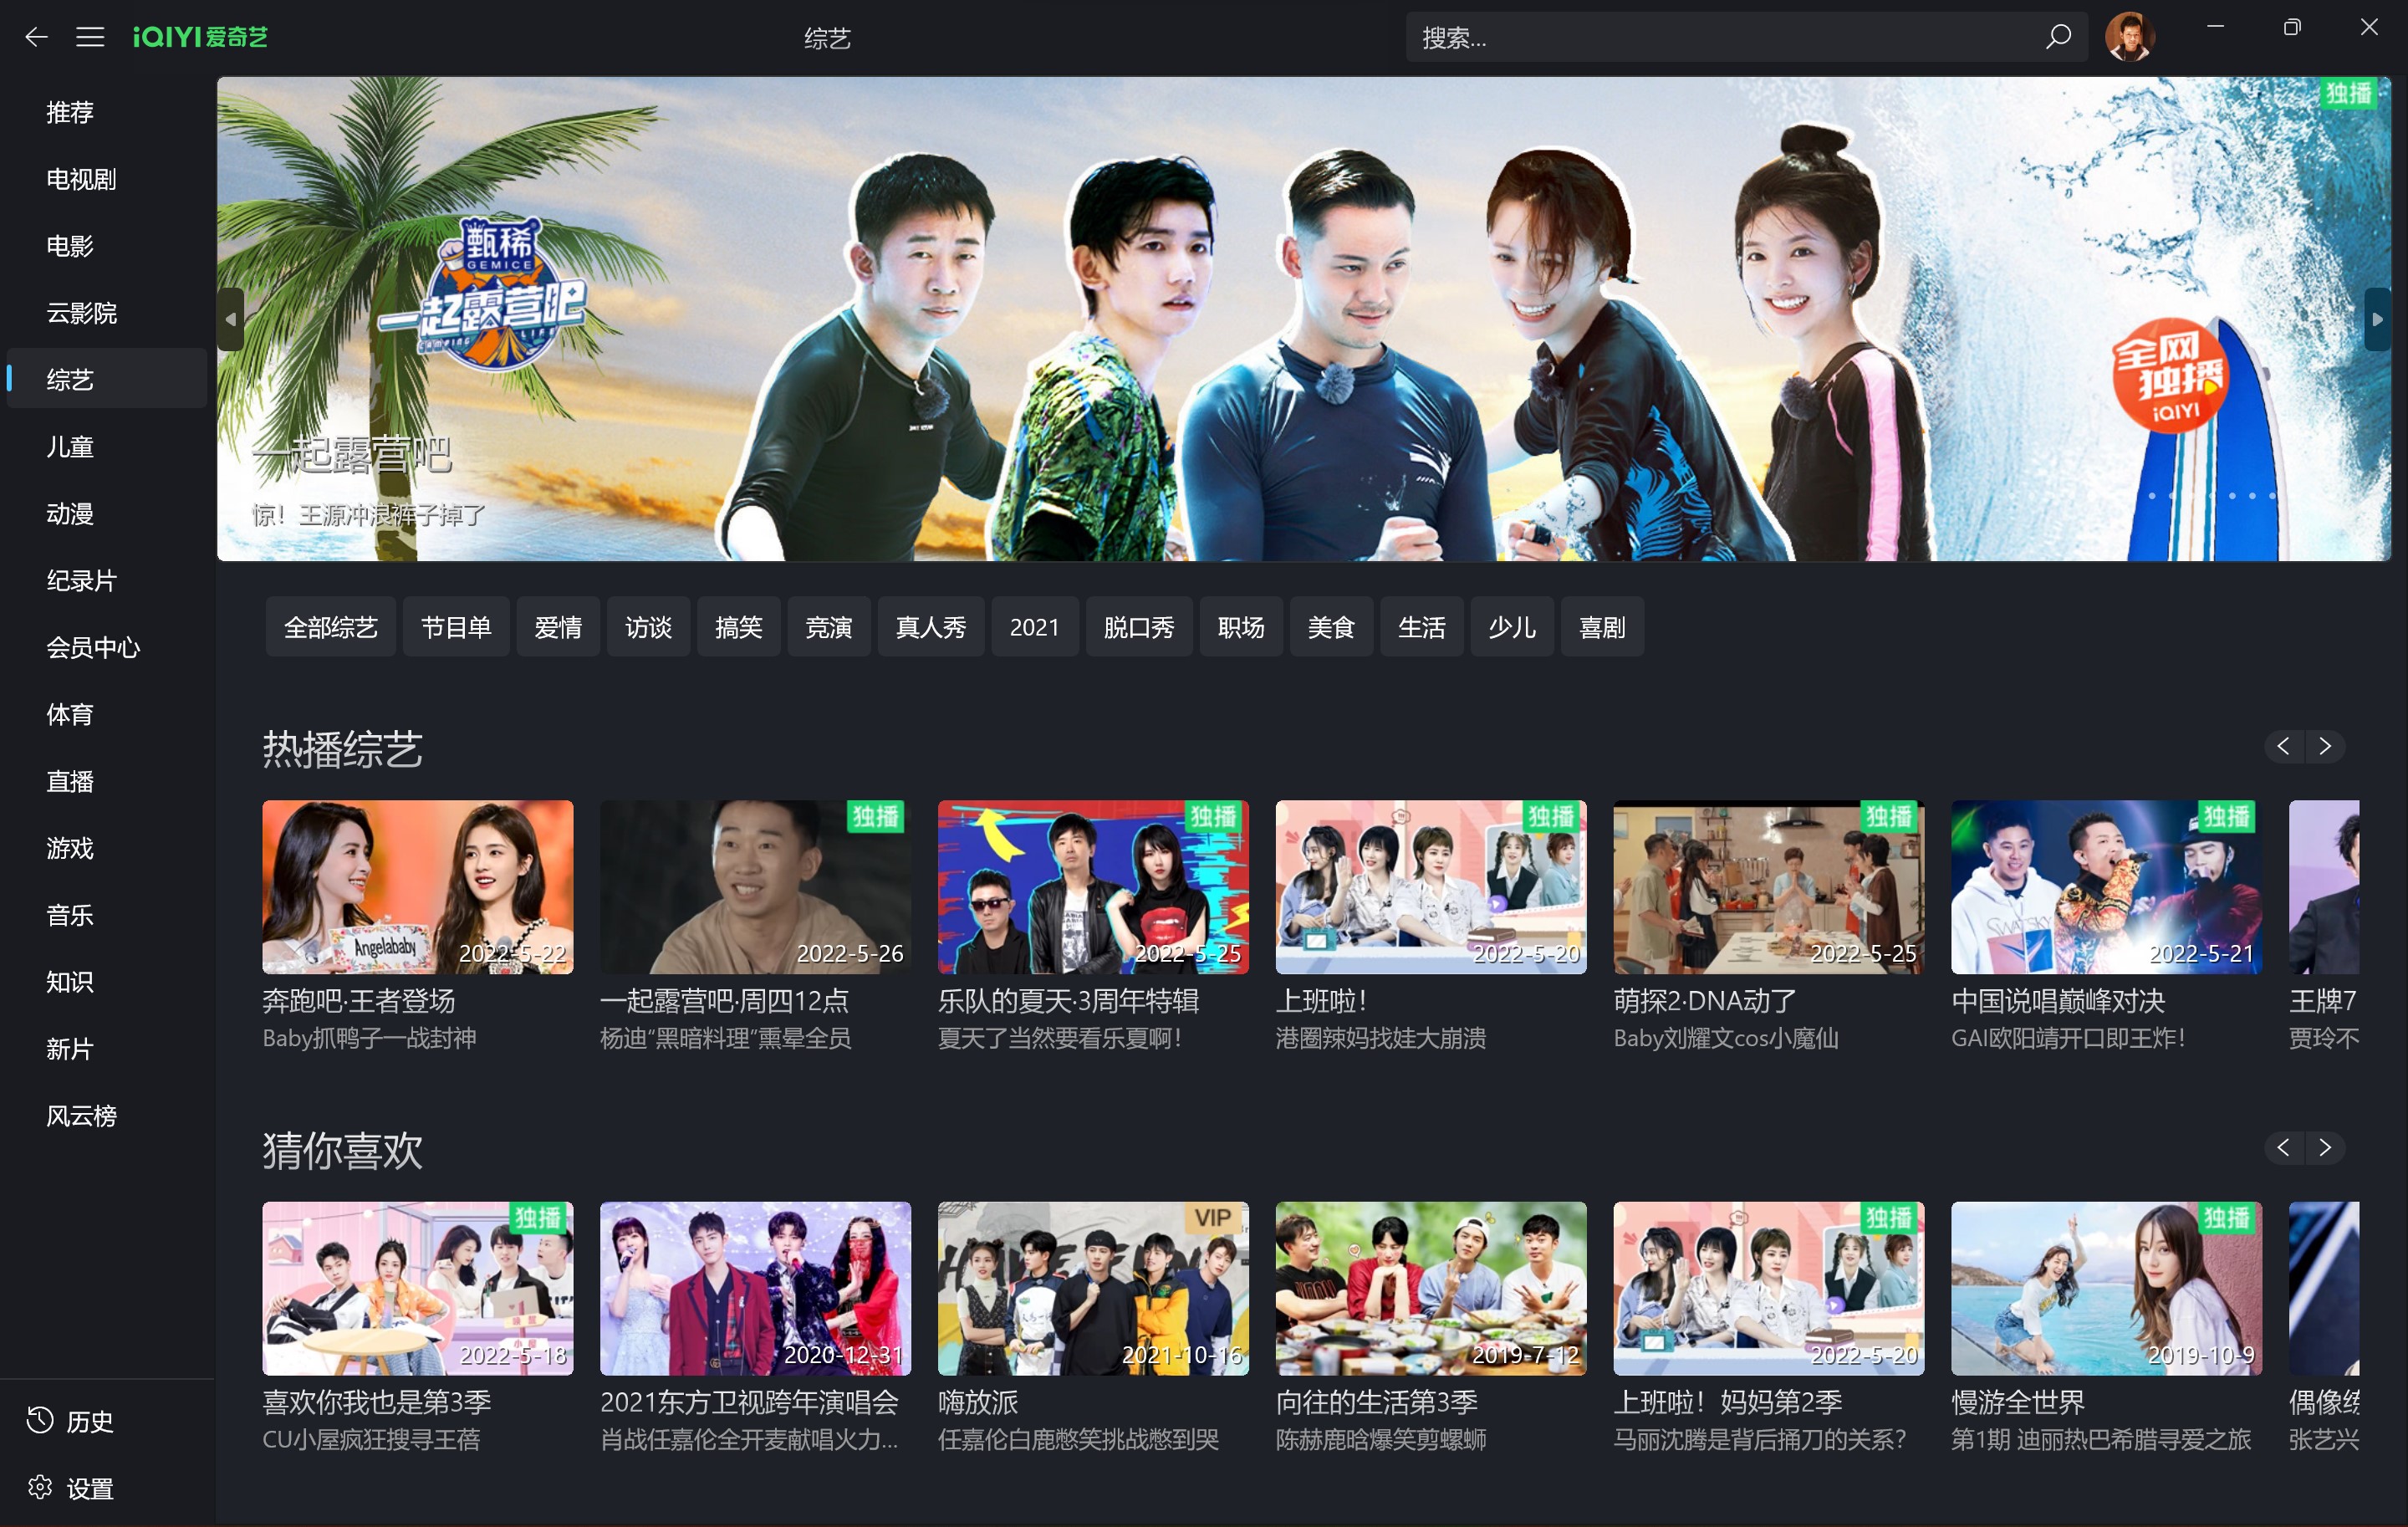 iQIYI 爱奇艺
综艺
搜索...
推荐
电视剧
电影
云影院
综艺
儿童
动漫
纪录片
会员中心
体育
直播
游戏
音乐
知识
新片
风云榜
历史
设置
独播
甄稀
GEMICE
一起露营吧
CAMPING LIFE
全网
独播
iQIYI
一起露营吧
惊！王源冲浪裤子掉了
全部综艺 节目单 爱情 访谈 搞笑 竞演 真人秀 2021 脱口秀 职场 美食 生活 少儿 喜剧
热播综艺
Angelababy
2022-5-22
奔跑吧·王者登场
Baby抓鸭子一战封神
独播
2022-5-26
一起露营吧·周四12点
杨迪“黑暗料理”熏晕全员
独播
2022-5-25
乐队的夏天·3周年特辑
夏天了当然要看乐夏啊！
独播
2022-5-20
上班啦！
港圈辣妈找娃大崩溃
独播
2022-5-25
萌探2·DNA动了
Baby刘耀文cos小魔仙
独播
2022-5-21
中国说唱巅峰对决
GAI欧阳靖开口即王炸！
王牌7
贾玲不
猜你喜欢
独播
2022-5-18
喜欢你我也是第3季
CU小屋疯狂搜寻王蓓
2020-12-31
2021东方卫视跨年演唱会
肖战任嘉伦全开麦献唱火力...
VIP
2021-10-16
嗨放派
任嘉伦白鹿憋笑挑战憋到哭
2019-7-12
向往的生活第3季
陈赫鹿晗爆笑剪螺蛳
独播
2022-5-20
上班啦！妈妈第2季
马丽沈腾是背后捅刀的关系？
独播
2019-10-9
慢游全世界
第1期 迪丽热巴希腊寻爱之旅
偶像练
张艺兴